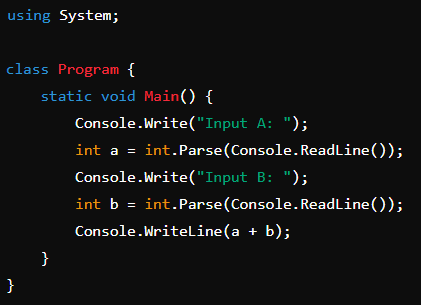 using System;

class Program {
    static void Main() {
        Console.Write("Input A: ");
        int a = int.Parse(Console.ReadLine());
        Console.Write("Input B: ");
        int b = int.Parse(Console.ReadLine());
        Console.WriteLine(a + b);
    }
}